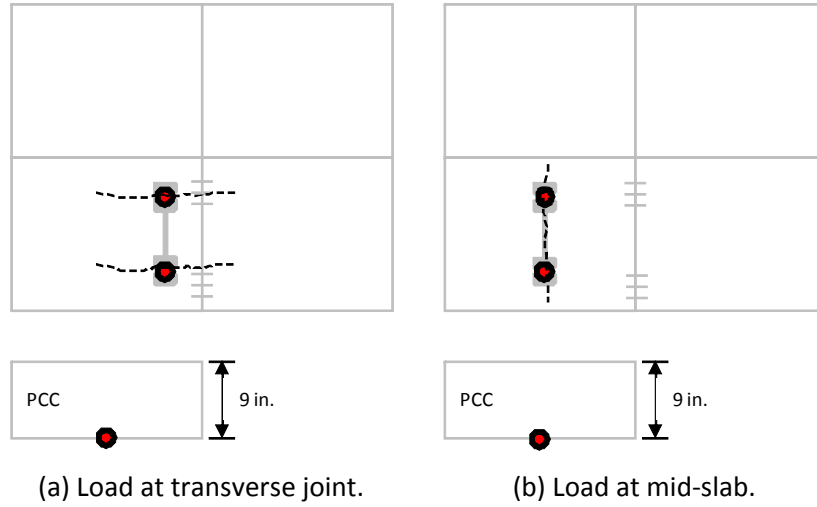 PCC
9 in.
PCC
9 in.
(a) Load at transverse joint.
(b) Load at mid-slab.